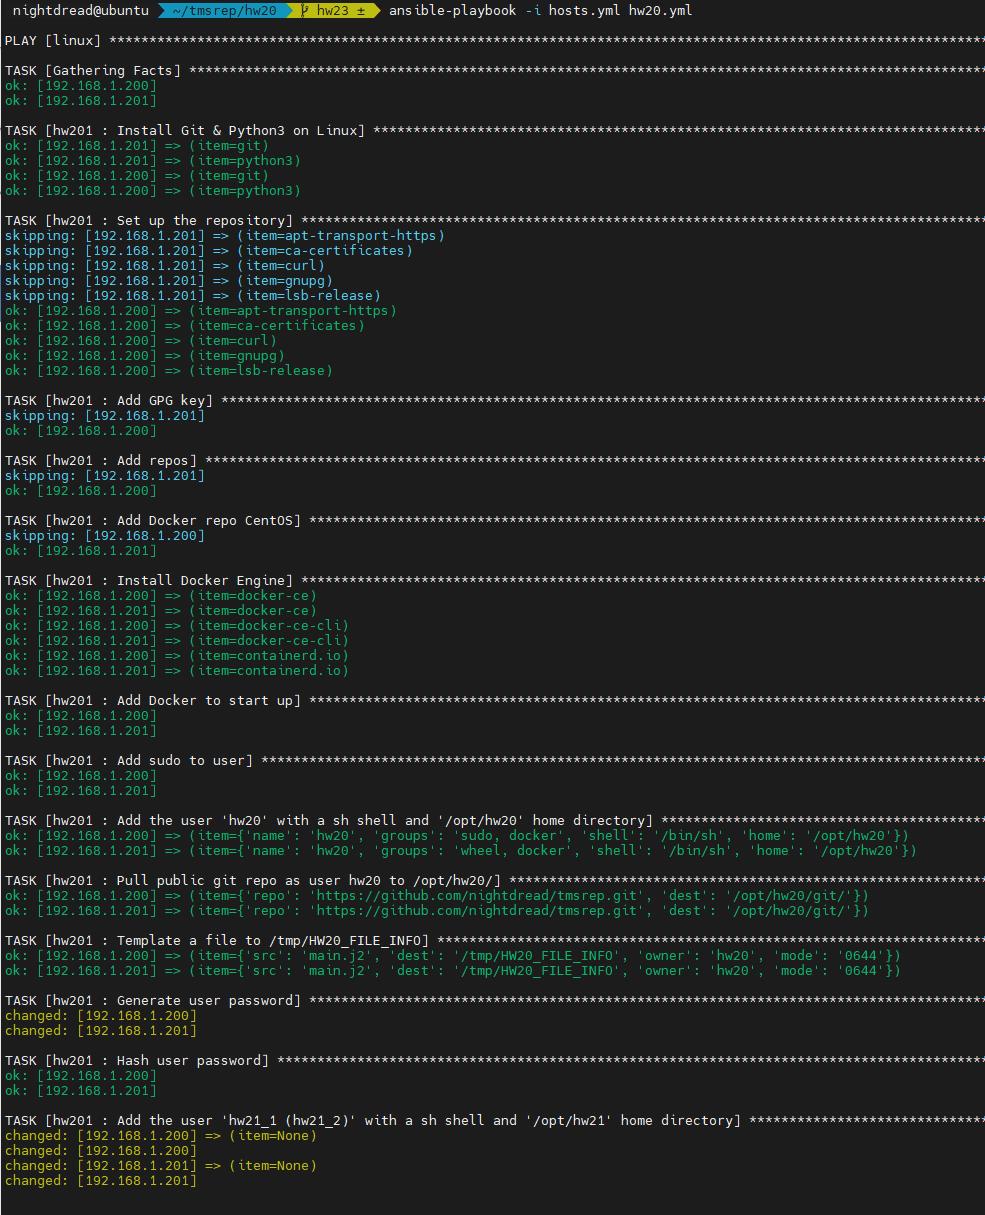 nightdread@ubuntu ~/tmsrep/hw20 hw23 ± ansible-playbook -i hosts.yml hw20.yml
PLAY [linux] **************************************************************************************************************
TASK [Gathering Facts] ****************************************************************************************************
ok: [192.168.1.200]
ok: [192.168.1.201]
TASK [hw201 : Install Git & Python3 on Linux] *****************************************************************************
ok: [192.168.1.201] => (item=git)
ok: [192.168.1.201] => (item=python3)
ok: [192.168.1.200] => (item=git)
ok: [192.168.1.200] => (item=python3)
TASK [hw201 : Set up the repository] **************************************************************************************
skipping: [192.168.1.201] => (item=apt-transport-https)
skipping: [192.168.1.201] => (item=ca-certificates)
skipping: [192.168.1.201] => (item=curl)
skipping: [192.168.1.201] => (item=gnupg)
skipping: [192.168.1.201] => (item=lsb-release)
ok: [192.168.1.200] => (item=apt-transport-https)
ok: [192.168.1.200] => (item=ca-certificates)
ok: [192.168.1.200] => (item=curl)
ok: [192.168.1.200] => (item=gnupg)
ok: [192.168.1.200] => (item=lsb-release)
TASK [hw201 : Add GPG key] ************************************************************************************************
skipping: [192.168.1.201]
ok: [192.168.1.200]
TASK [hw201 : Add repos] **************************************************************************************************
skipping: [192.168.1.201]
ok: [192.168.1.200]
TASK [hw201 : Add Docker repo CentOS] *************************************************************************************
skipping: [192.168.1.200]
ok: [192.168.1.201]
TASK [hw201 : Install Docker Engine] **************************************************************************************
ok: [192.168.1.200] => (item=docker-ce)
ok: [192.168.1.201] => (item=docker-ce)
ok: [192.168.1.200] => (item=docker-ce-cli)
ok: [192.168.1.201] => (item=docker-ce-cli)
ok: [192.168.1.200] => (item=containerd.io)
ok: [192.168.1.201] => (item=containerd.io)
TASK [hw201 : Add Docker to start up] *************************************************************************************
ok: [192.168.1.200]
ok: [192.168.1.201]
TASK [hw201 : Add sudo to user] *******************************************************************************************
ok: [192.168.1.200]
ok: [192.168.1.201]
TASK [hw201 : Add the user 'hw20' with a sh shell and '/opt/hw20' home directory] *****************************************
ok: [192.168.1.200] => (item={'name': 'hw20', 'groups': 'sudo, docker', 'shell': '/bin/sh', 'home': '/opt/hw20'})
ok: [192.168.1.201] => (item={'name': 'hw20', 'groups': 'wheel, docker', 'shell': '/bin/sh', 'home': '/opt/hw20'})
TASK [hw201 : Pull public git repo as user hw20 to /opt/hw20/] ************************************************************
ok: [192.168.1.200] => (item={'repo': 'https://github.com/nightdread/tmsrep.git', 'dest': '/opt/hw20/git/'})
ok: [192.168.1.201] => (item={'repo': 'https://github.com/nightdread/tmsrep.git', 'dest': '/opt/hw20/git/'})
TASK [hw201 : Template a file to /tmp/HW20_FILE_INFO] *********************************************************************
ok: [192.168.1.200] => (item={'src': 'main.j2', 'dest': '/tmp/HW20_FILE_INFO', 'owner': 'hw20', 'mode': '0644'})
ok: [192.168.1.201] => (item={'src': 'main.j2', 'dest': '/tmp/HW20_FILE_INFO', 'owner': 'hw20', 'mode': '0644'})
TASK [hw201 : Generate user password] *************************************************************************************
changed: [192.168.1.200]
changed: [192.168.1.201]
TASK [hw201 : Hash user password] *****************************************************************************************
ok: [192.168.1.200]
ok: [192.168.1.201]
TASK [hw201 : Add the user 'hw21_1 (hw21_2)' with a sh shell and '/opt/hw21' home directory] ******************************
changed: [192.168.1.200] => (item=None)
changed: [192.168.1.200]
changed: [192.168.1.201] => (item=None)
changed: [192.168.1.201]